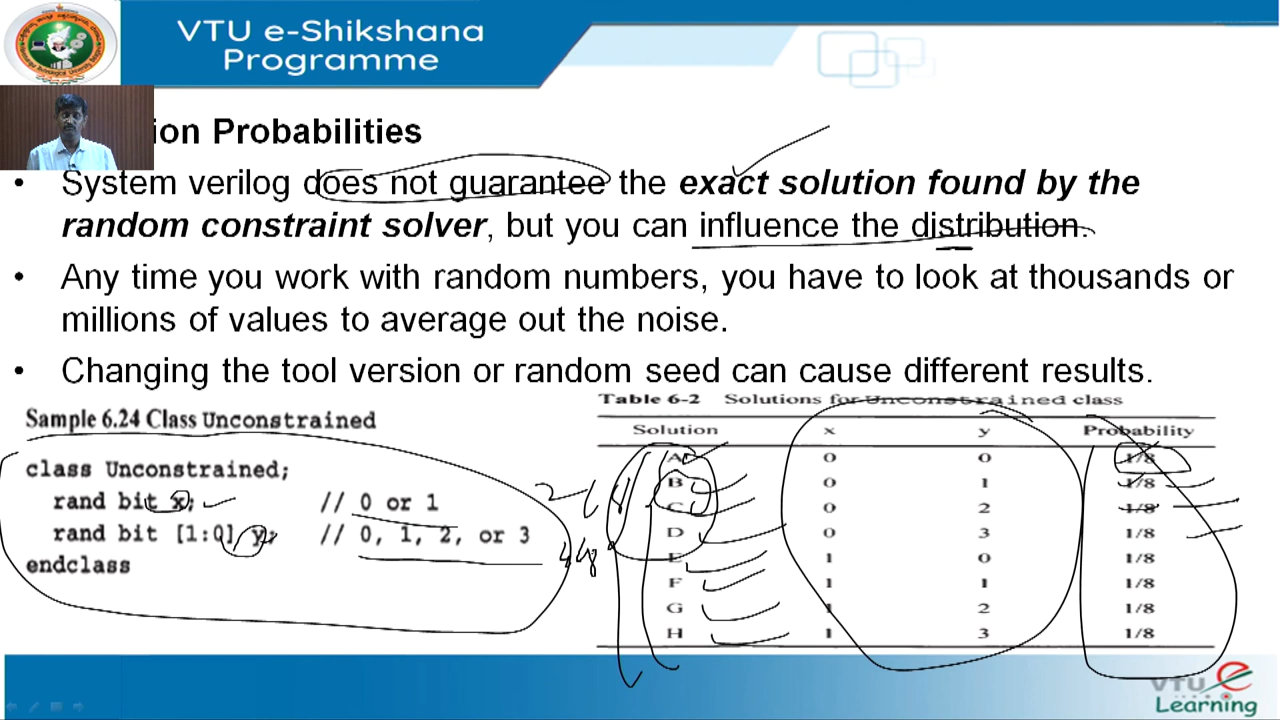 VTU e-Shikshana
Programme
ion Probabilities
• System verilog does not guarantee the exact solution found by the
random constraint solver, but you can influence the distribution.
• Any time you work with random numbers, you have to look at thousands or
millions of values to average out the noise.
• Changing the tool version or random seed can cause different results.
Sample 6.24 Class Unconstrained
class Unconstrained;
rand bit x; // 0 or 1
rand bit [1:0] y; // 0, 1, 2, or 3
endclass
Table 6-2 Solutions for Unconstrained class
Solution x y Probability
A 0 0 1/8
B 0 1 1/8
C 0 2 1/8
D 0 3 1/8
E 1 0 1/8
F 1 1 1/8
G 1 2 1/8
H 1 3 1/8
VTU e
Learning